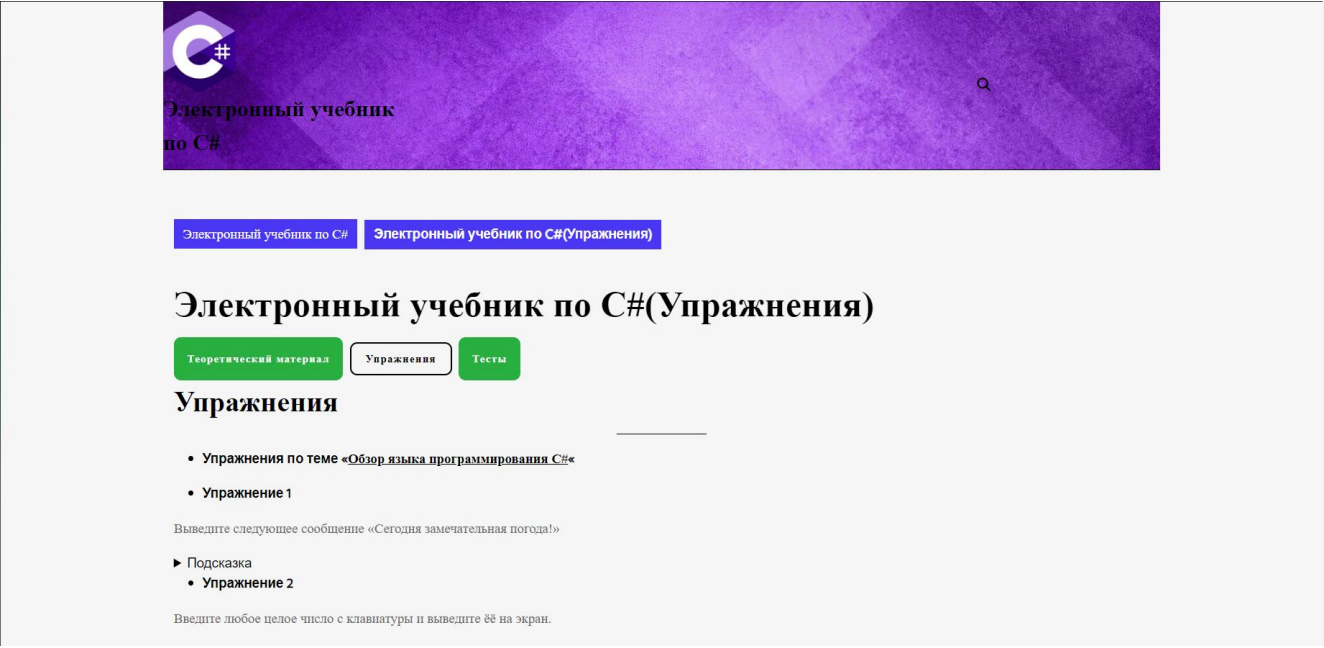 C#
Электронный учебник
по C#
Электронный учебник по C# Электронный учебник по C#(Упражнения)
Электронный учебник по C#(Упражнения)
Теоретический материал Упражнения Тесты
Упражнения
Упражнения по теме «Обзор языка программирования C#«
Упражнение 1
Выведите следующее сообщение «Сегодня замечательная погода!»
Подсказка
Упражнение 2
Введите любое целое число с клавиатуры и выведите ёё на экран.